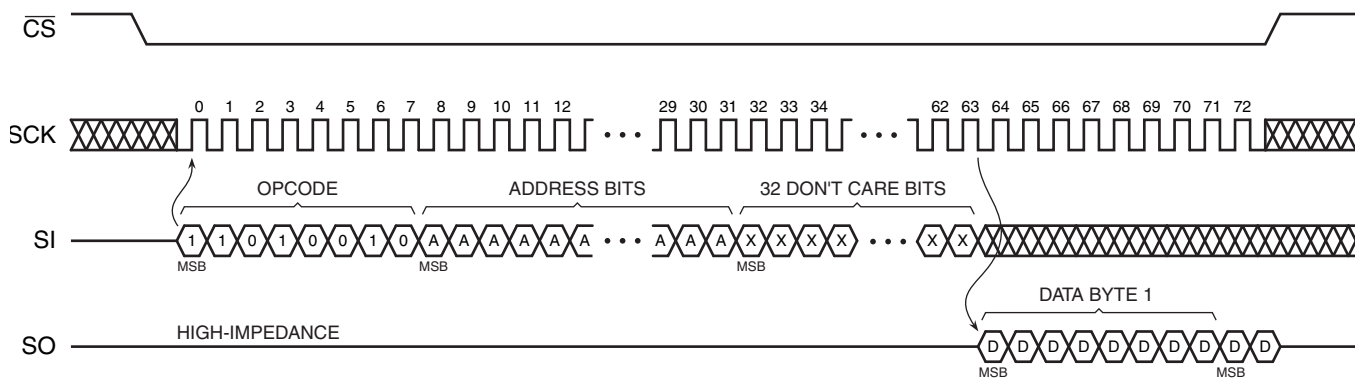 CS
0 1 2 3 4 5 6 7 8 9 10 11 12 29 30 31 32 33 34 62 63 64 65 66 67 68 69 70 71 72
SCK
OPCODE ADDRESS BITS 32 DON'T CARE BITS
SI 1 1 0 1 0 0 1 0 A A A A A A A A A X X X X X X
MSB MSB MSB
DATA BYTE 1
HIGH-IMPEDANCE
SO D D D D D D D D D D
MSB MSB